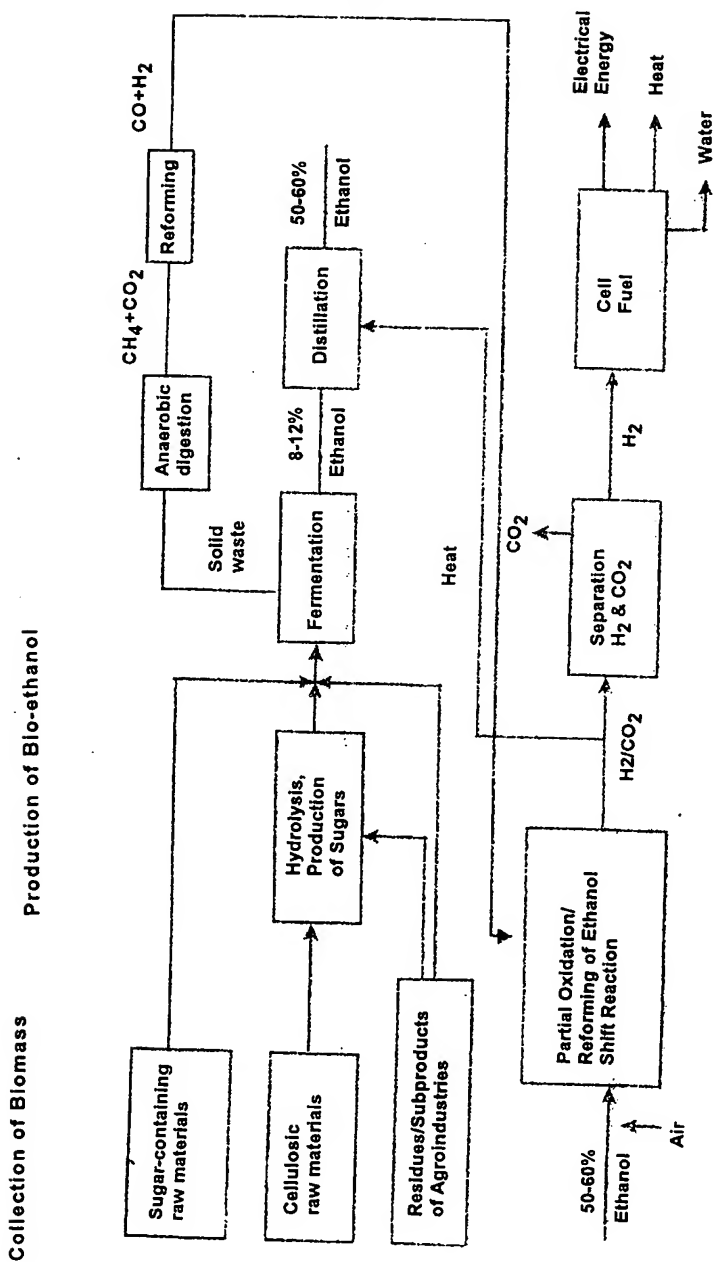 Collection of Biomass
Production of Bio-ethanol
Sugar-containing
raw materials
Cellulosic
raw materials
Residues/Subproducts
of Agroindustries
Hydrolysis,
Production
of Sugars
Fermentation
Solid
waste
Anaerobic
digestion
CH4+CO2
Reforming
CO+H2
8-12%
Ethanol
Distillation
50-60%
Ethanol
Heat
50-60%
Ethanol
Air
Partial Oxidation/
Reforming of Ethanol
Shift Reaction
H2/CO2
Separation
H2 & CO2
CO2
H2
Cell
Fuel
Electrical
Energy
Heat
Water